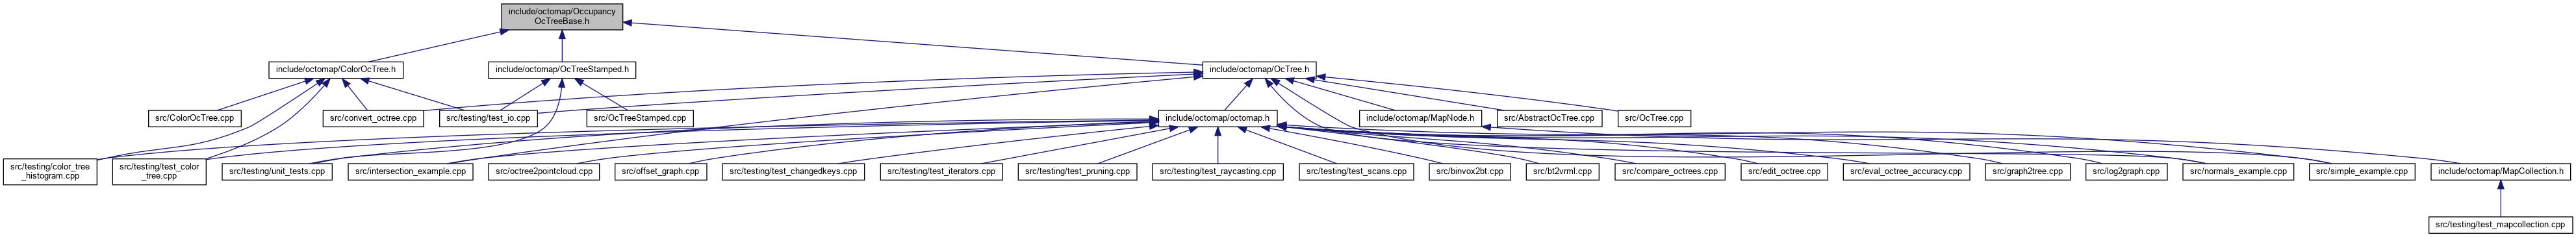 include/octomap/Occupancy
OcTreeBase.h
include/octomap/ColorOcTree.h
include/octomap/OcTreeStamped.h
include/octomap/OcTree.h
src/ColorOcTree.cpp
src/convert_octree.cpp
src/testing/test_io.cpp
src/OcTreeStamped.cpp
include/octomap/octomap.h
include/octomap/MapNode.h
src/AbstractOcTree.cpp
src/OcTree.cpp
src/testing/color_tree
_histogram.cpp
src/testing/test_color
_tree.cpp
src/testing/unit_tests.cpp
src/intersection_example.cpp
src/octree2pointcloud.cpp
src/offset_graph.cpp
src/testing/test_changedkeys.cpp
src/testing/test_iterators.cpp
src/testing/test_pruning.cpp
src/testing/test_raycasting.cpp
src/testing/test_scans.cpp
src/binvox2bt.cpp
src/bt2vrml.cpp
src/compare_octrees.cpp
src/edit_octree.cpp
src/eval_octree_accuracy.cpp
src/graph2tree.cpp
src/log2graph.cpp
src/normals_example.cpp
src/simple_example.cpp
include/octomap/MapCollection.h
src/testing/test_mapcollection.cpp